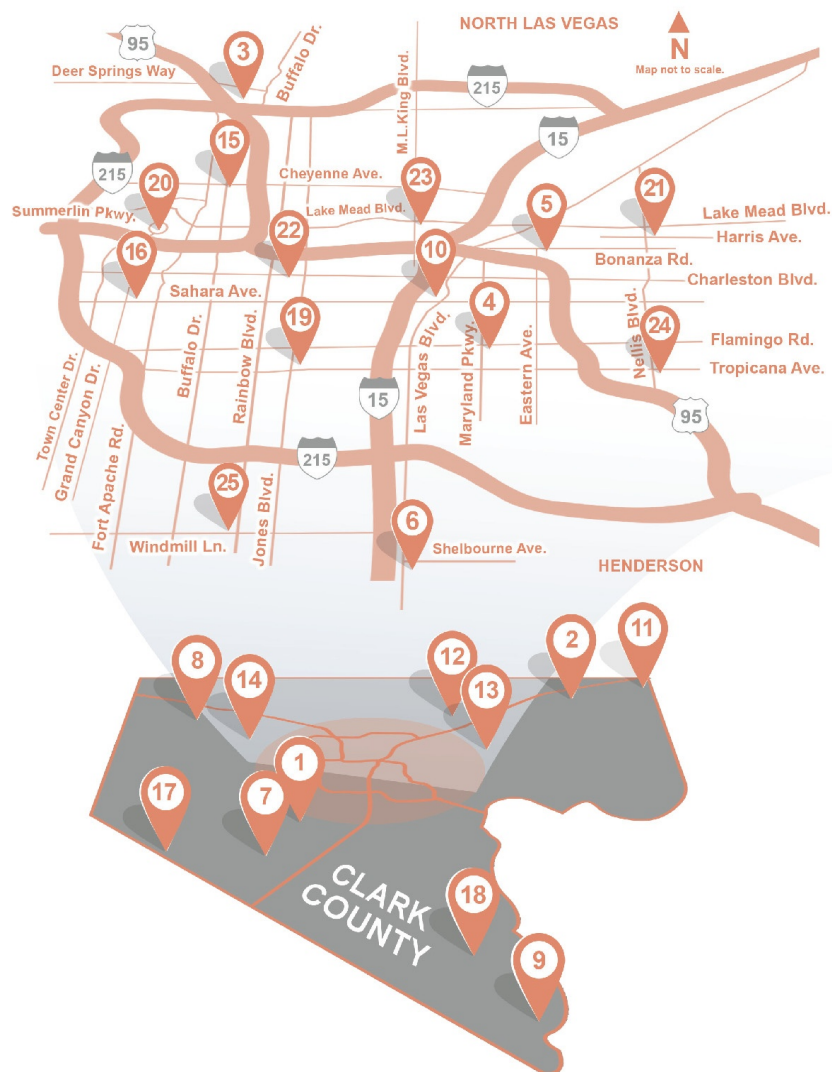 NORTH LAS VEGAS
N
Map not to scale.
95
3
Buffalo Dr.
Deer Springs Way
M.L.King Blvd.
215
15
15
215
Cheyenne Ave.
20
23
21
5
Summerlin Pkwy.
Lake Mead Blvd.
Lake Mead Blvd.
Harris Ave.
22
10
16
Bonanza Rd.
Charleston Blvd.
Sahara Ave.
4
19
24
Flamingo Rd.
Tropicana Ave.
Town Center Dr.
Grand Canyon Dr.
Fort Apache Rd.
Buffalo Dr.
Rainbow Blvd.
Jones Blvd.
15
Las Vegas Blvd.
Maryland Pkwy.
Eastern Ave.
Nellis Blvd.
95
215
25
6
Windmill Ln.
Shelbourne Ave.
HENDERSON
8
14
12
13
2
11
17
7
1
CLARK
COUNTY
18
9